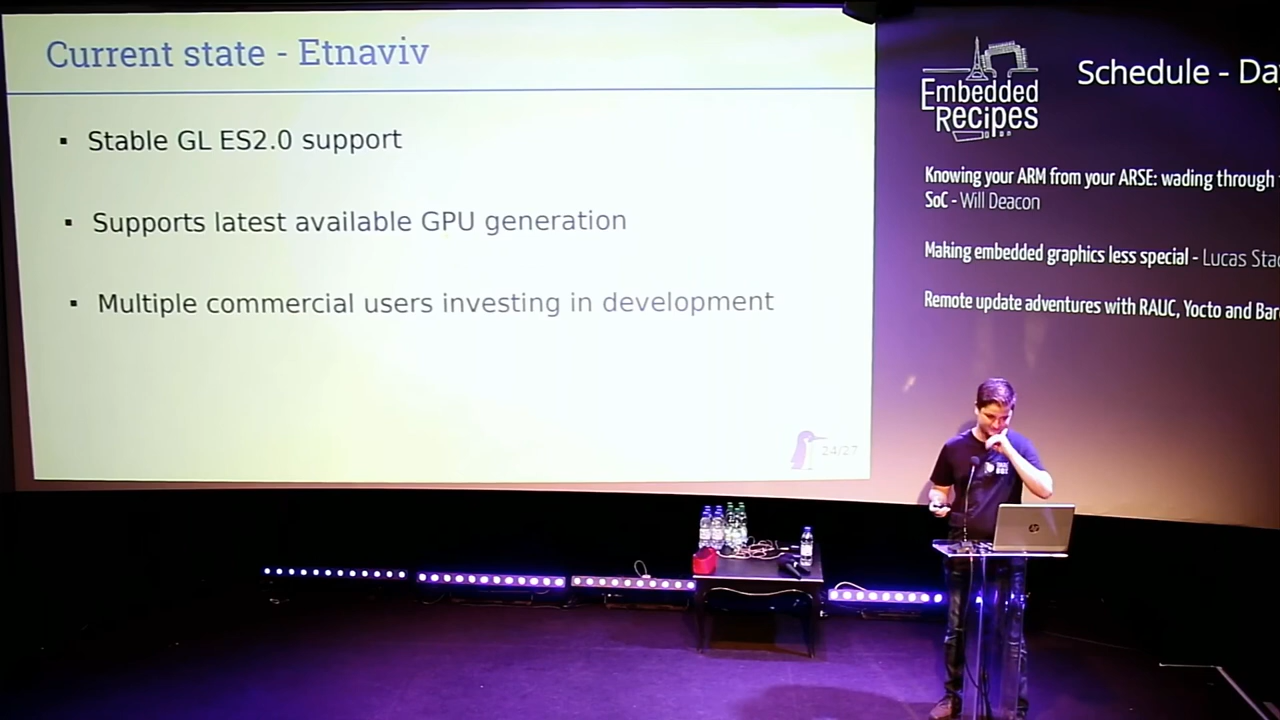 Current state - Etnaviv
▪ Stable GL ES2.0 support
▪ Supports latest available GPU generation
▪ Multiple commercial users investing in development
24/27
Embedded
Recipes
Schedule - Da
Knowing your ARM from your ARSE: wading through
SoC - Will Deacon
Making embedded graphics less special - Lucas Sta
Remote update adventures with RAUC, Yocto and Bar
hp